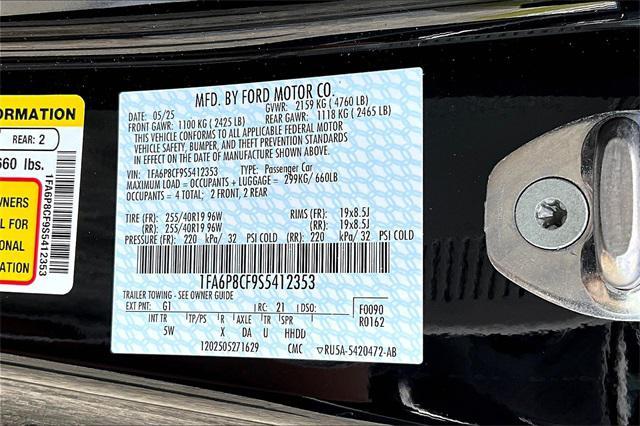 ORMATION
REAR: 2
660 lbs.
WNERS
L FOR
ONAL
ION
1FA6P8CF9S5412353
MFD. BY FORD MOTOR CO.
DATE: 05/25 GVWR: 2159 KG ( 4760 LB)
FRONT GAWR: 1100 KG ( 2425 LB) REAR GAWR: 1118 KG ( 2465 LB)
THIS VEHICLE CONFORMS TO ALL APPLICABLE FEDERAL MOTOR
VEHICLE SAFETY, BUMPER, AND THEFT PREVENTION STANDARDS
IN EFFECT ON THE DATE OF MANUFACTURE SHOWN ABOVE.
VIN: 1FA6P8CF9S5412353 TYPE: Passenger Car
MAXIMUM LOAD = OCCUPANTS + LUGGAGE = 299KG/ 660LB
OCCUPANTS = 4 TOTAL; 2 FRONT, 2 REAR
TIRE (FR): 255/40R19 96W RIMS (FR): 19x8.5J
(RR): 255/40R19 96W (RR): 19x8.5J
PRESSURE (FR): 220 kPa/ 32 PSI COLD (RR): 220 kPa/ 32 PSI COLD
1FA6P8CF9S5412353
TRAILER TOWING - SEE OWNER GUIDE
EXT PNT: G1 RC: 21 DSO: F0090
INT TR TP/PS R AXLE TR SPR R0162
5W X DA U
1202505271629 CMC ▽RU5A-5420472-AB